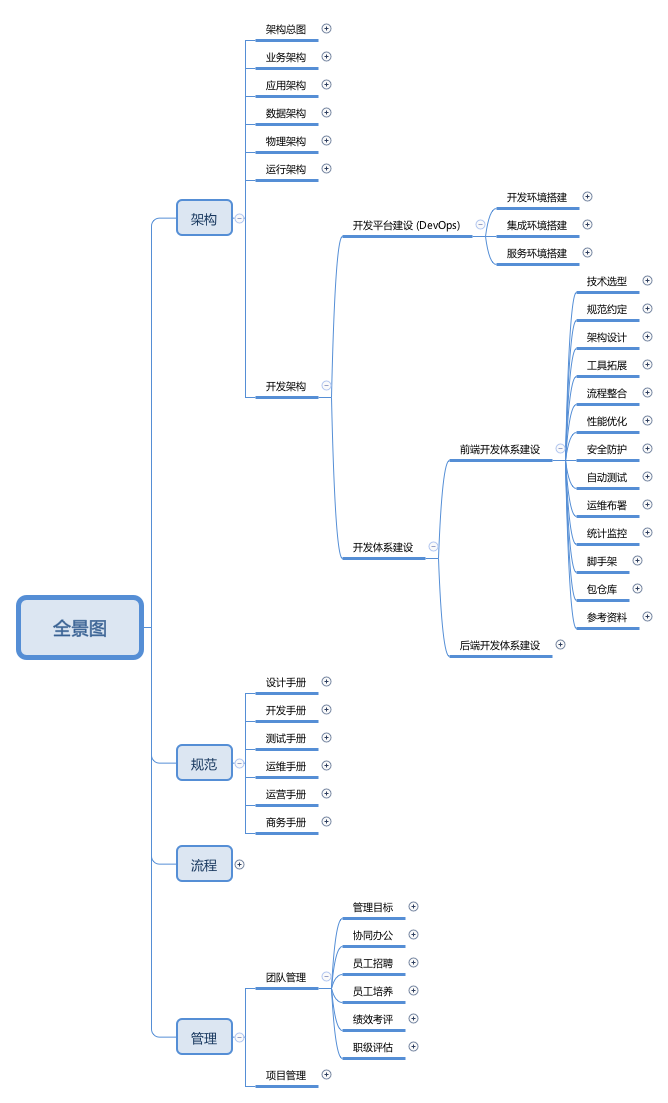 全景图
架构
架构总图
业务架构
应用架构
数据架构
物理架构
运行架构
开发架构
开发平台建设 (DevOps)
开发环境搭建
集成环境搭建
服务环境搭建
开发体系建设
前端开发体系建设
技术选型
规范约定
架构设计
工具拓展
流程整合
性能优化
安全防护
自动测试
运维布署
统计监控
脚手架
包仓库
参考资料
后端开发体系建设
规范
设计手册
开发手册
测试手册
运维手册
运营手册
商务手册
流程
管理
团队管理
管理目标
协同办公
员工招聘
员工培养
绩效考评
职级评估
项目管理